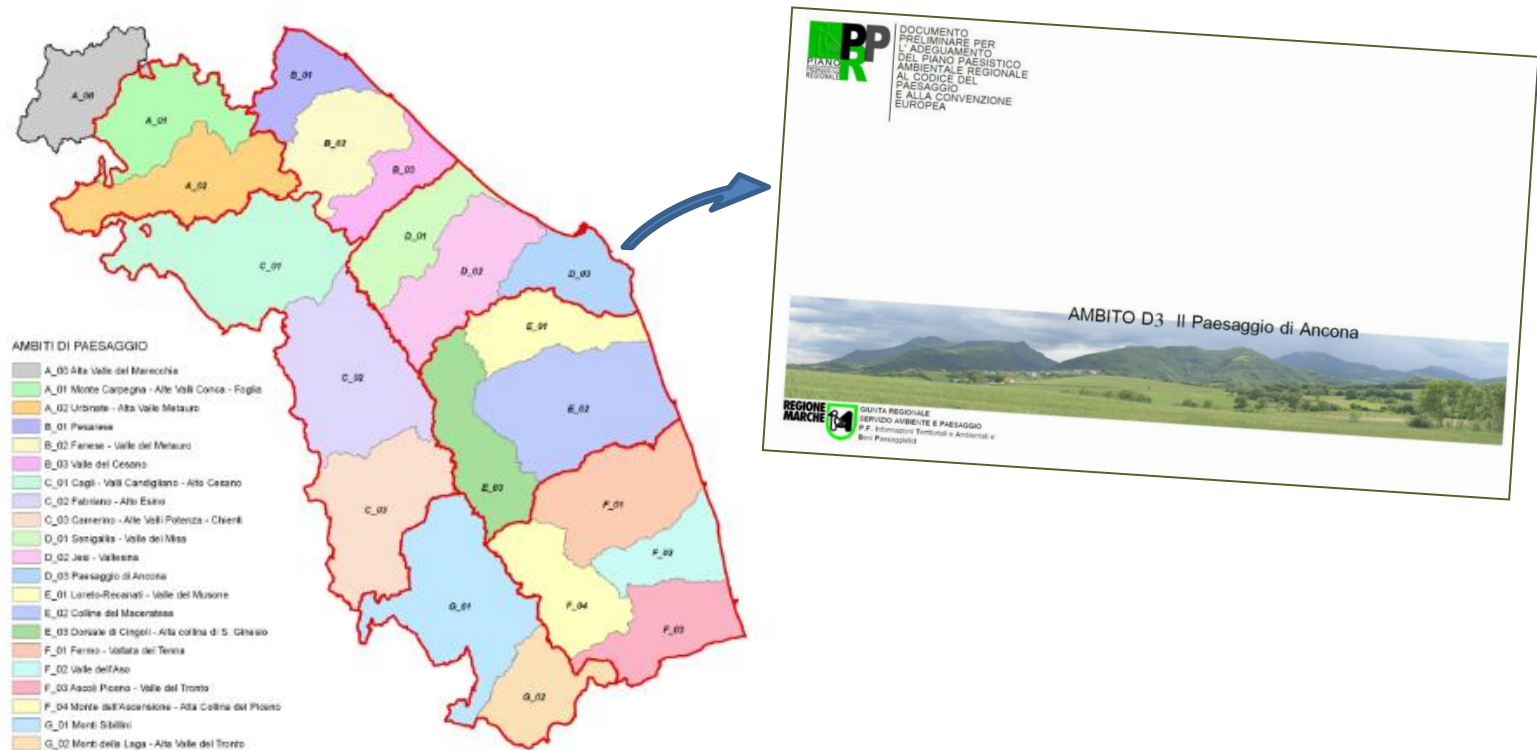 A_00
A_01
A_02
B_01
B_02
B_03
C_01
D_01
D_02
D_03
E_01
C_02
E_02
E_03
F_01
C_03
F_02
G_01
F_04
F_03
G_02
AMBITI DI PAESAGGIO
A_00 Alta Valle del Marecchia
A_01 Monte Carpegna - Alte Valli Conca - Foglia
A_02 Urbinate - Alta Valle Metauro
B_01 Pesarese
B_02 Fanese - Valle del Metauro
B_03 Valle del Cesano
C_01 Cagli - Valli Candigliano - Alto Cesano
C_02 Fabriano - Alto Esino
C_03 Camerino - Alte Valli Potenza - Chienti
D_01 Senigallia - Valle del Misa
D_02 Jesi - Vallesina
D_03 Paesaggio di Ancona
E_01 Loreto-Recanati - Valle del Musone
E_02 Colline del Maceratese
E_03 Dorsale di Cingoli - Alta collina di S. Ginesio
F_01 Fermo - Vallata del Tenna
F_02 Valle dell'Aso
F_03 Ascoli Piceno - Valle del Tronto
F_04 Monte dell'Ascensione - Alta Collina del Piceno
G_01 Monti Sibillini
G_02 Monti della Laga - Alta Valle del Tronto
PPR
PIANO
PAESAGGISTICO
REGIONALE
DOCUMENTO
PRELIMINARE PER
L' ADEGUAMENTO
DEL PIANO PAESISTICO
AMBIENTALE REGIONALE
AL CODICE DEL
PAESAGGIO
E ALLA CONVENZIONE
EUROPEA
AMBITO D3 Il Paesaggio di Ancona
REGIONE
MARCHE
GIUNTA REGIONALE
SERVIZIO AMBIENTE E PAESAGGIO
P.F. Informazioni Territoriali e Ambientali e
Beni Paesaggistici